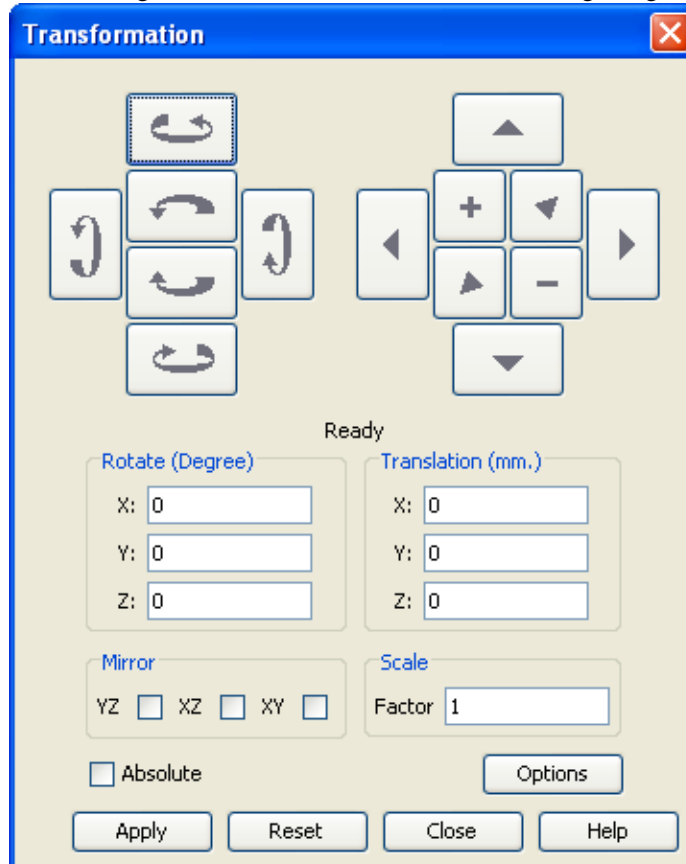 Transformation
Ready
Rotate (Degree) Translation (mm.)
X: 0 X: 0
Y: 0 Y: 0
Z: 0 Z: 0
Mirror Scale
YZ XZ XY Factor 1
Absolute Options
Apply Reset Close Help